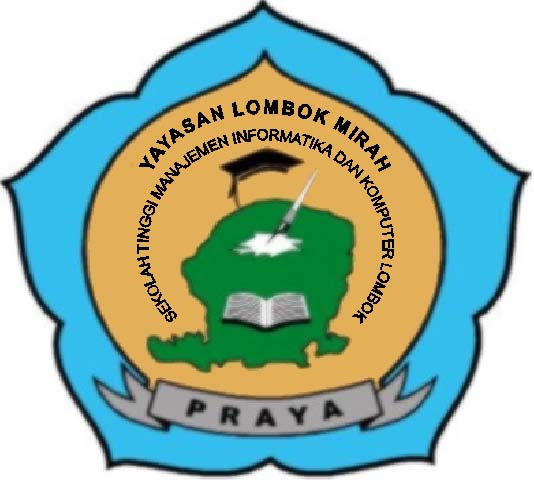 YAYASAN LOMBOK MIRAH
SEKOLAH TINGGI MANAJEMEN INFORMATIKA DAN KOMPUTER LOMBOK
PRAYA